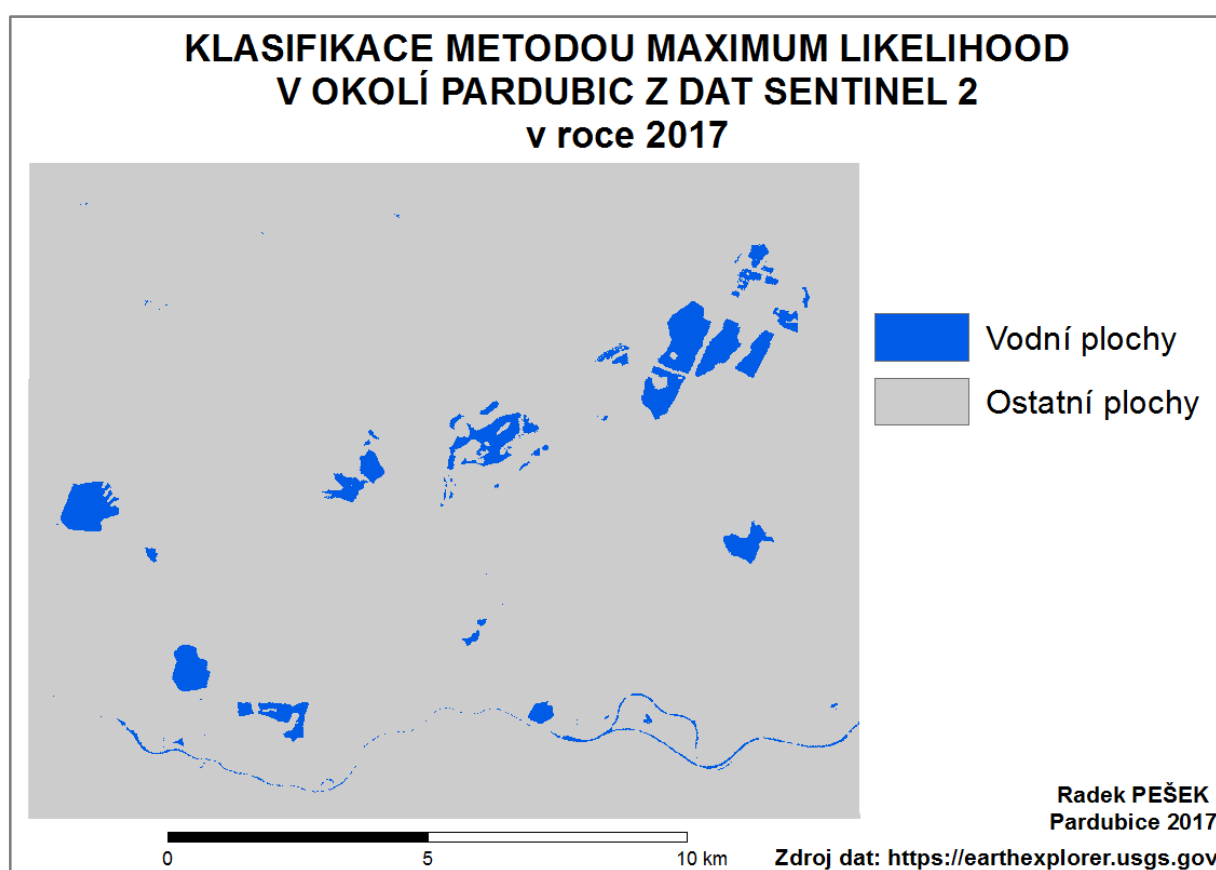 KLASIFIKACE METODOU MAXIMUM LIKELIHOOD
V OKOLÍ PARDUBIC Z DAT SENTINEL 2
v roce 2017
Vodní plochy
Ostatní plochy
Radek PEŠEK
Pardubice 2017
0 5 10 km
Zdroj dat: https://earthexplorer.usgs.gov